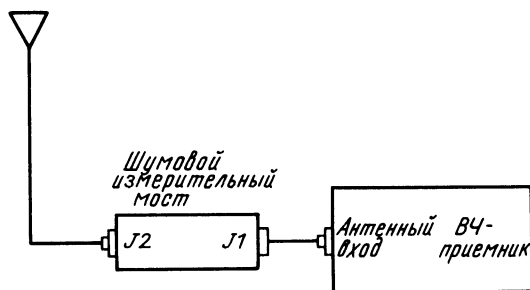 Шумовой
измерительный
мост
J2 J1
Антенный ВЧ-
вход приемник